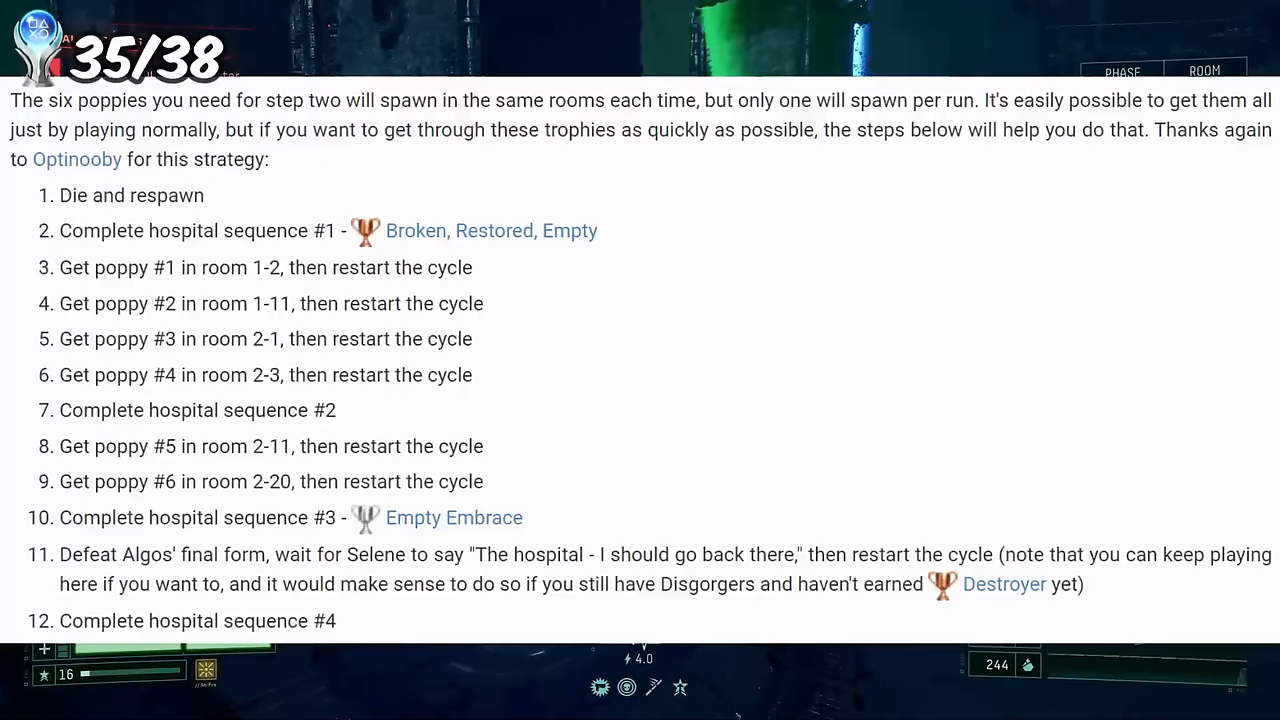 35/38
PHASE ROOM
The six poppies you need for step two will spawn in the same rooms each time, but only one will spawn per run. It's easily possible to get them all
just by playing normally, but if you want to get through these trophies as quickly as possible, the steps below will help you do that. Thanks again
to Optinooby for this strategy:
1. Die and respawn
2. Complete hospital sequence #1 - Broken, Restored, Empty
3. Get poppy #1 in room 1-2, then restart the cycle
4. Get poppy #2 in room 1-11, then restart the cycle
5. Get poppy #3 in room 2-1, then restart the cycle
6. Get poppy #4 in room 2-3, then restart the cycle
7. Complete hospital sequence #2
8. Get poppy #5 in room 2-11, then restart the cycle
9. Get poppy #6 in room 2-20, then restart the cycle
10. Complete hospital sequence #3 - Empty Embrace
11. Defeat Algos' final form, wait for Selene to say "The hospital - I should go back there," then restart the cycle (note that you can keep playing
here if you want to, and it would make sense to do so if you still have Disgorgers and haven't earned Destroyer yet)
12. Complete hospital sequence #4
16
4.0
244